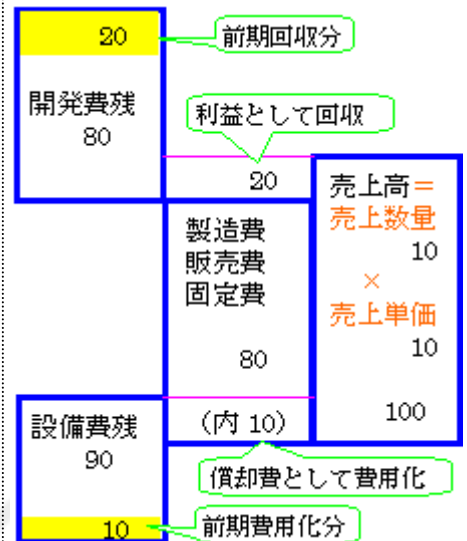 20
前期回収分
開発費残
80
利益として回収
20
売上高＝
売上数量
10
×
売上単価
10
100
製造費
販売費
固定費
80
（内 10）
設備費残
90
償却費として費用化
10
前期費用化分